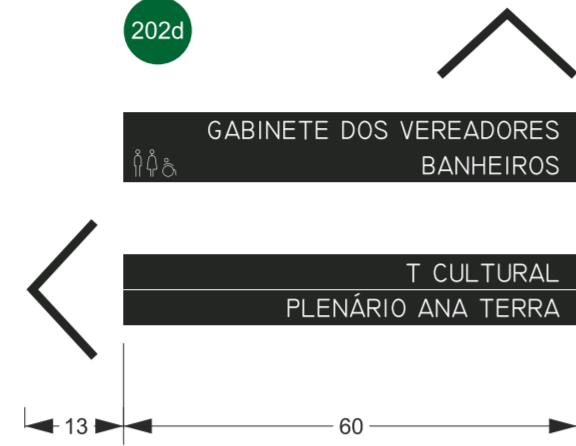 202d
GABINETE DOS VEREADORES
BANHEIROS
T CULTURAL
PLENÁRIO ANA TERRA
13
60